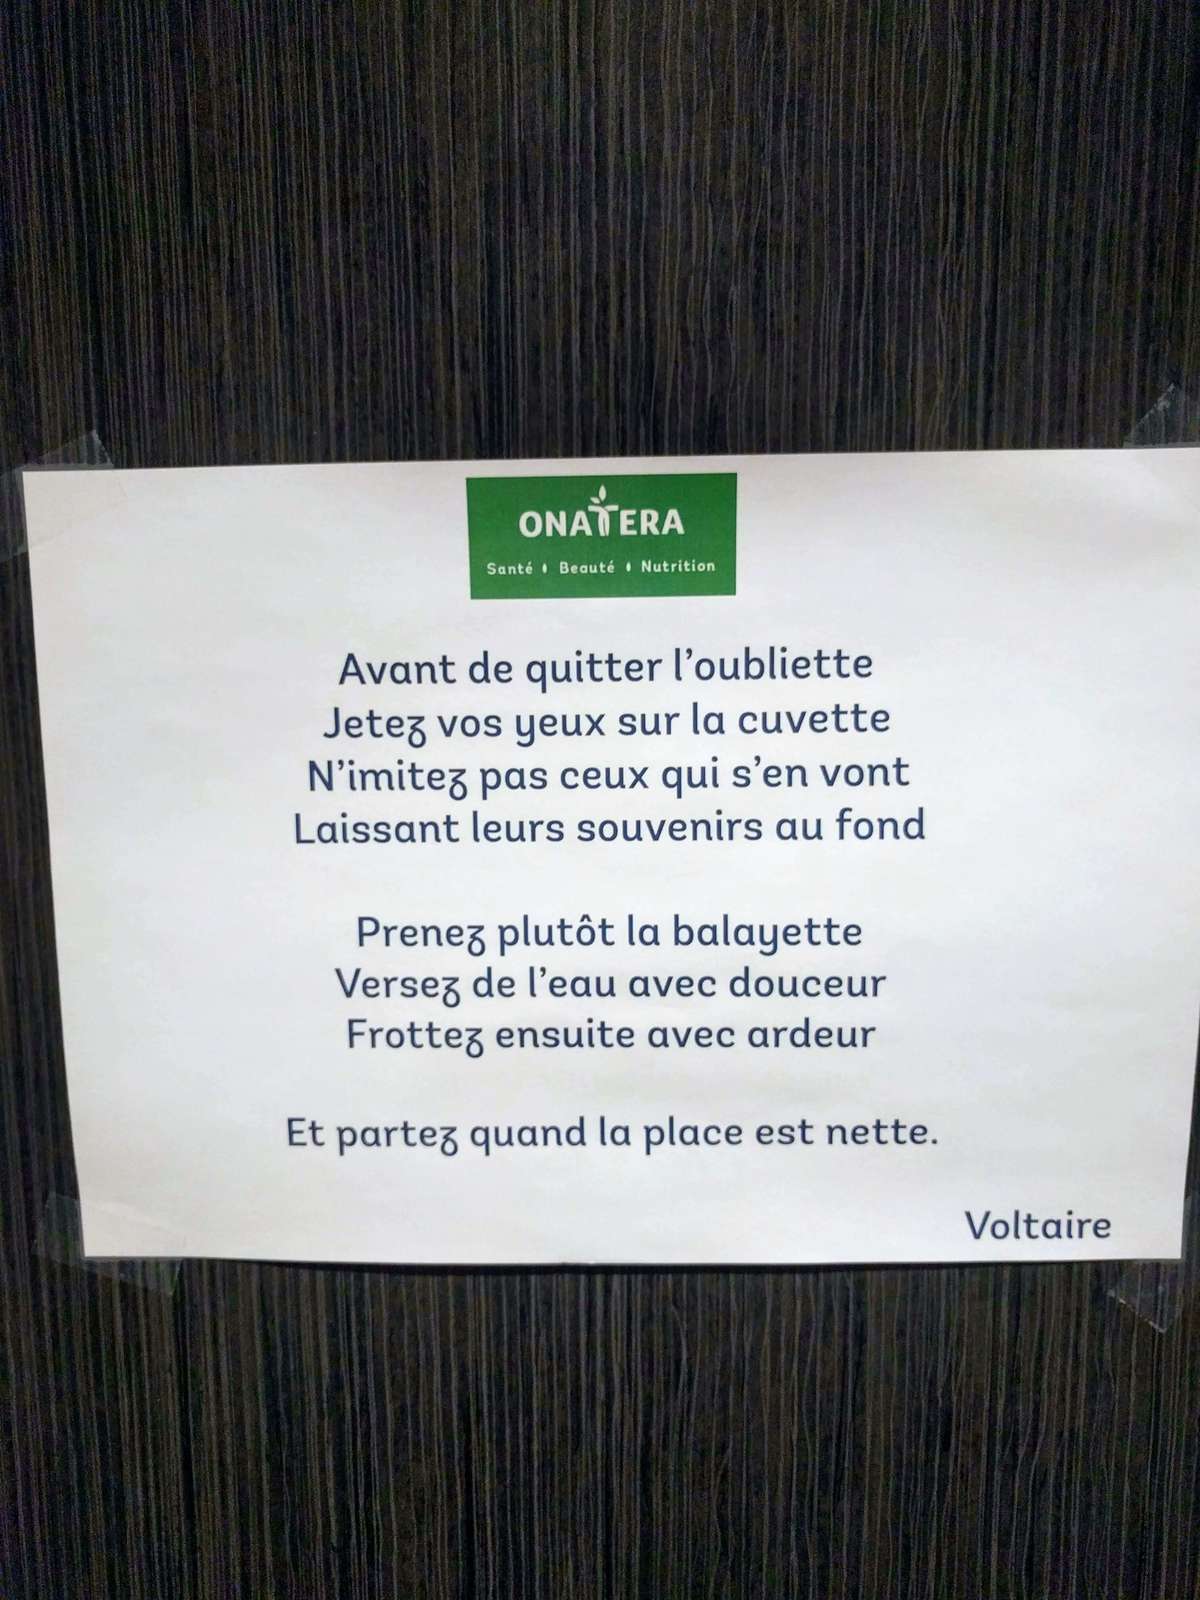 ONATERA
Santé • Beauté • Nutrition
Avant de quitter l'oubliette
Jetez vos yeux sur la cuvette
N'imitez pas ceux qui s'en vont
Laissant leurs souvenirs au fond
Prenez plutôt la balayette
Versez de l'eau avec douceur
Frottez ensuite avec ardeur
Et partez quand la place est nette.
Voltaire